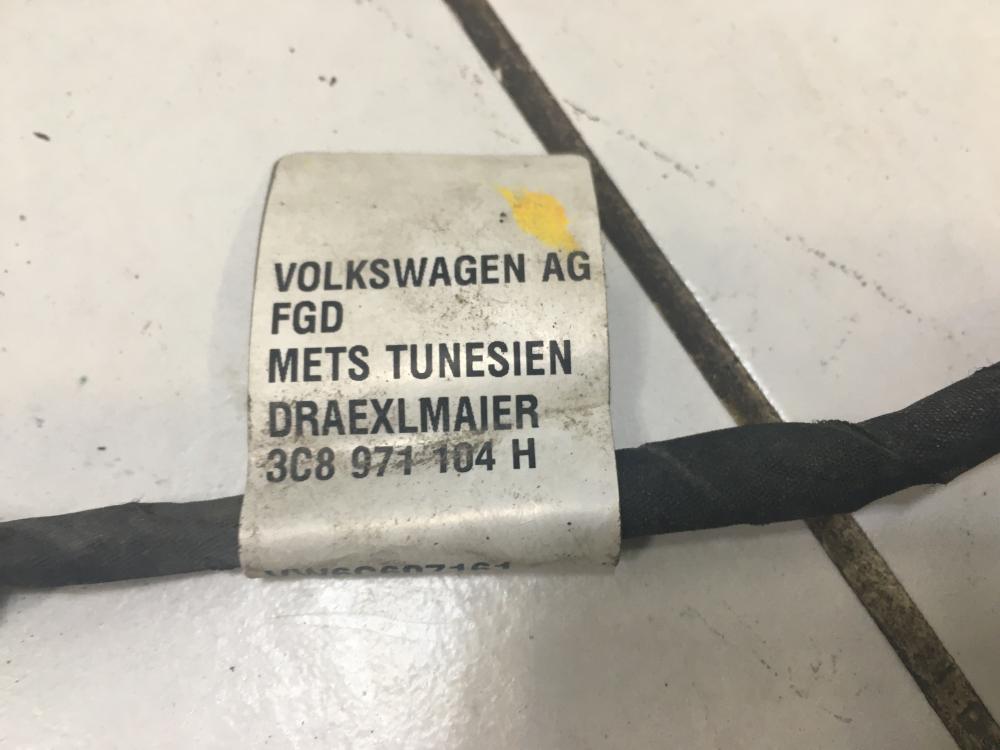 VOLKSWAGEN AG
FGD
METS TUNESIEN
DRAEXLMAIER
3C8 971 104 H